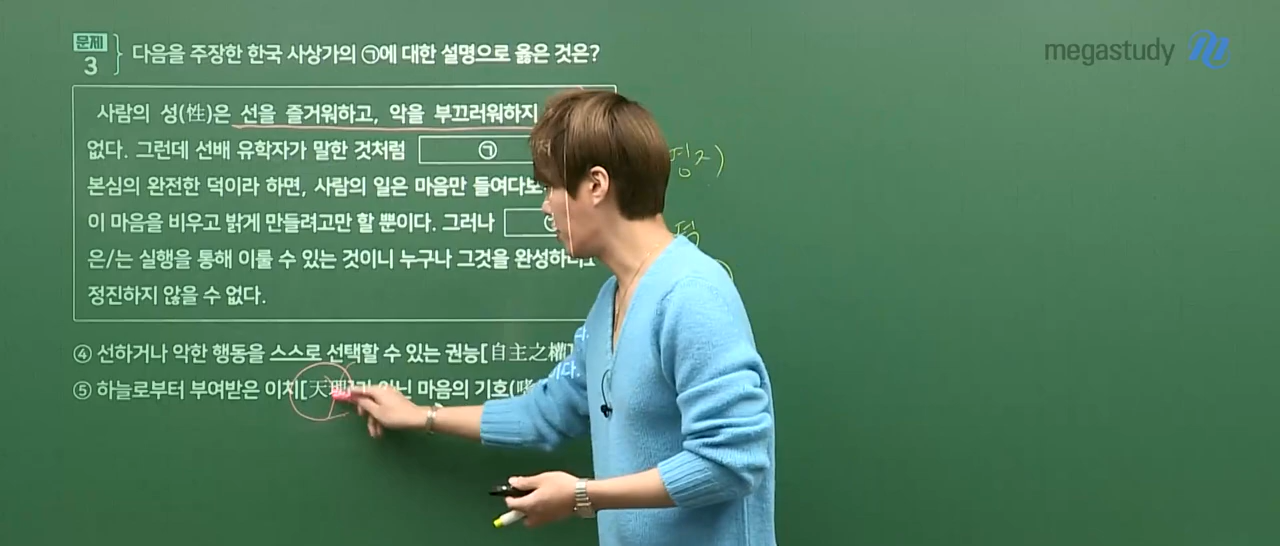 문제 3 다음을 주장한 한국 사상가의 ㉠에 대한 설명으로 옳은 것은?
megastudy
사람의 성(性)은 선을 즐거워하고, 악을 부끄러워하지
없다. 그런데 선배 유학자가 말한 것처럼 ㉠
본심의 완전한 덕이라 하면, 사람의 일은 마음만
이 마음을 비우고 밝게 만들려고만 할 뿐이다. 그러나
은/는 실행을 통해 이룰 수 있는 것이니 누구나 그것을
정진하지 않을 수 없다.
④ 선하거나 악한 행동을 스스로 선택할 수 있는 권능[自主之權]
⑤ 하늘로부터 부여받은 이치[天理] 마음의